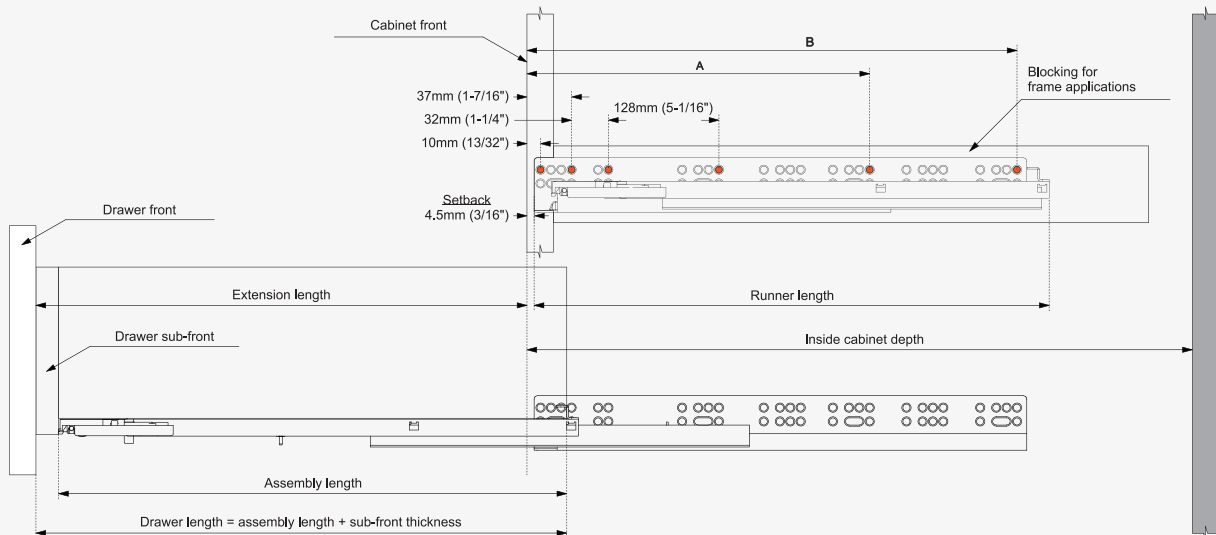 Cabinet front
B
A
Blocking for
frame applications
37mm (1-7/16")
128mm (5-1/16")
32mm (1-1/4")
10mm (13/32")
Setback
4.5mm (3/16")
Drawer front
Extension length
Runner length
Drawer sub-front
Inside cabinet depth
Assembly length
Drawer length = assembly length + sub-front thickness